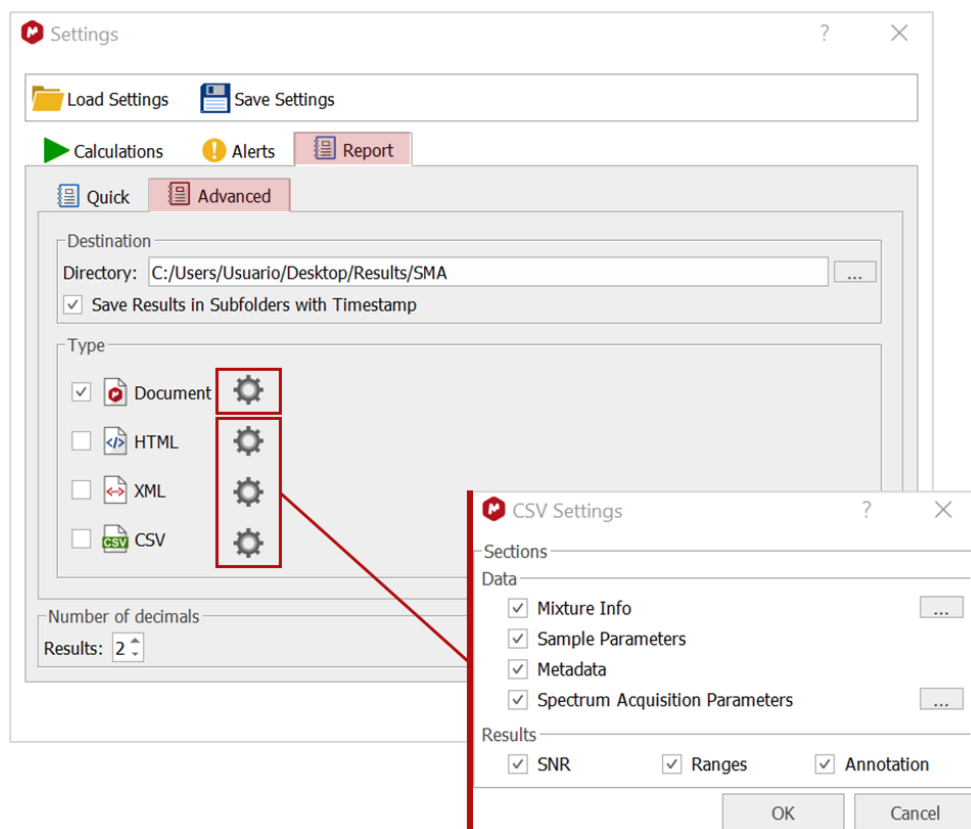 Settings
?
Load Settings Save Settings
Calculations Alerts Report
Quick Advanced
Destination
Directory: C:/Users/Usuario/Desktop/Results/SMA ...
Save Results in Subfolders with Timestamp
Type
Document
</> HTML
<-> XML
CSV CSV
Number of decimals
Results: 2
CSV Settings ?
Sections
Data
Mixture Info ...
Sample Parameters
Metadata
Spectrum Acquisition Parameters ...
Results
SNR Ranges Annotation
OK Cancel